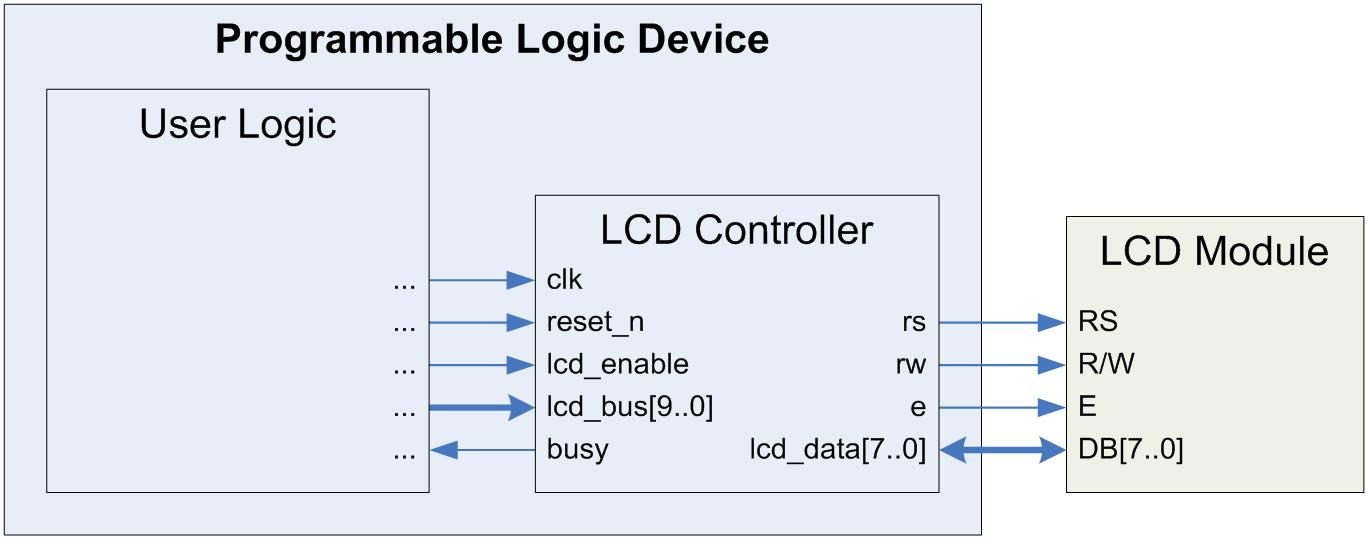 Programmable Logic Device
User Logic
LCD Controller
LCD Module
... clk
... reset_n rs RS
... lcd_enable rw R/W
... lcd_bus[9..0] e E
... busy lcd_data[7..0] DB[7..0]